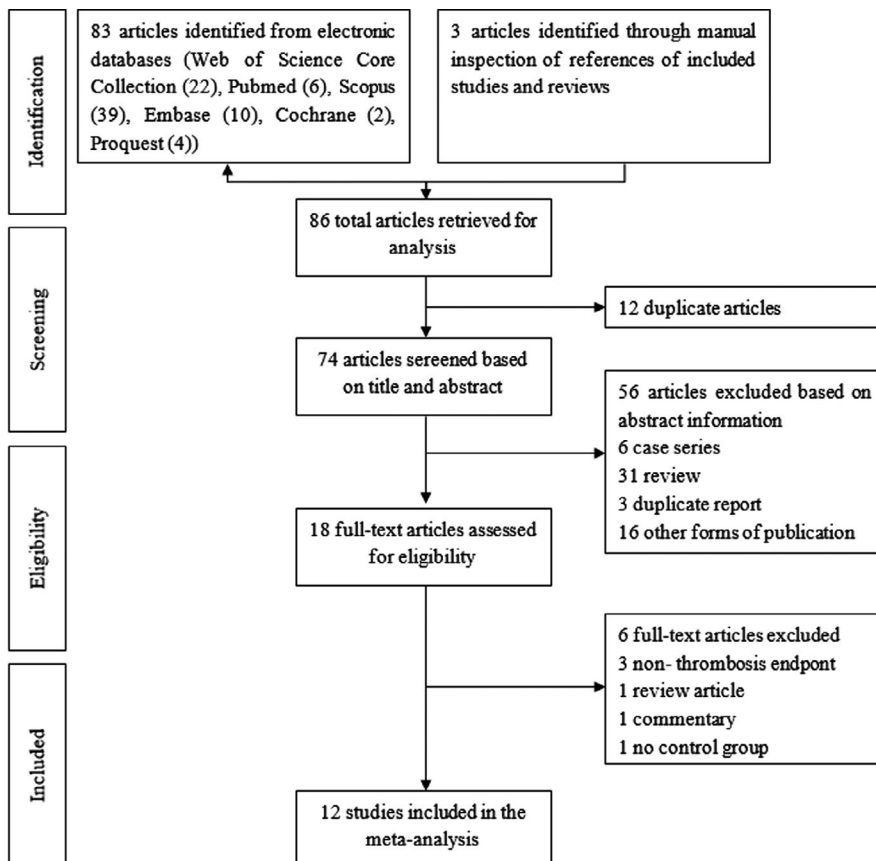 Identification
83 articles identified from electronic
databases (Web of Science Core
Collection (22), Pubmed (6), Scopus
(39), Embase (10), Cochrane (2),
Proquest (4))
3 articles identified through manual
inspection of references of included
studies and reviews
86 total articles retrieved for
analysis
Screening
12 duplicate articles
74 articles sereened based
on title and abstract
56 articles excluded based on
abstract information
6 case series
31 review
3 duplicate report
16 other forms of publication
Eligibility
18 full-text articles assessed
for eligibility
6 full-text articles excluded
3 non- thrombosis endpont
1 review article
1 commentary
1 no control group
Included
12 studies included in the
meta-analysis